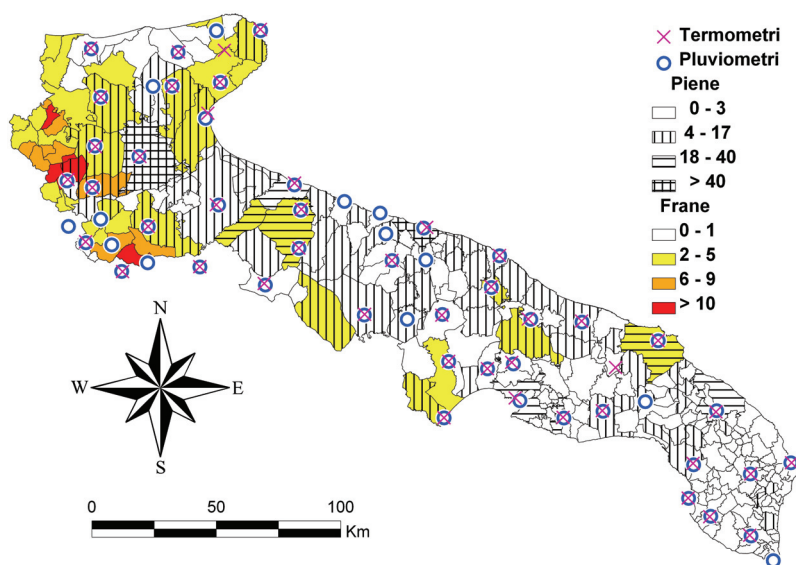 Termometri
Pluviometri
Piene
0 - 3
4 - 17
18 - 40
> 40
Frane
0 - 1
2 - 5
6 - 9
> 10
N
W
E
S
0
50
100
Km